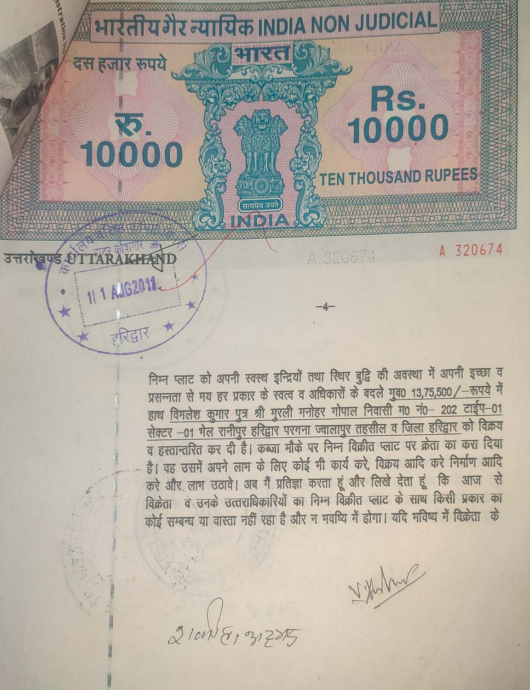 भारतीय गैर न्यायिक INDIA NON JUDICIAL
भारत
दस हजार रूपये
रु.
10000
Rs.
10000
TEN THOUSAND RUPEES
सत्यमेव जयते
INDIA
उत्तराखण्ड UTTARAKHAND
A 320674
A 320674
11 AUG 201
हरिद्वार
-4-
निम्न प्लाट को अपनी स्वस्थ इन्द्रियों तथा स्थिर बुद्वि की अवस्था में अपनी इच्छा व
प्रसन्नता से मय हर प्रकार के स्वत्व व अधिकारों के बदले मुब0 13,75,500/-रूपये में
हाथ विमलेश कुमार पुत्र श्री मुरली मनोहर गोपाल निवासी म0 नं0- 202 टाईप-01
सेक्टर -01 भेल रानीपुर हरिद्वार परगना ज्वालापुर तहसील व जिला हरिद्वार को विक्रय
व हस्तान्तरित कर दी है। कब्जा मौके पर निम्न विक्रीत प्लाट पर क्रेता का करा दिया
है। वह उसमें अपने लाभ के लिए कोई भी कार्य करे, विक्रय आदि करे निर्माण आदि
करे और लाभ उठावे। अब मैं प्रतिज्ञा करता हूं और लिखे देता हूं कि आज से
विक्रेता व उनके उत्तराधिकारियों का निम्न विक्रीत प्लाट के साथ किसी प्रकार का
कोई सम्बन्ध या वास्ता नहीं रहा है और न भवष्यि में होगा। यदि भविष्य में विक्रेता के